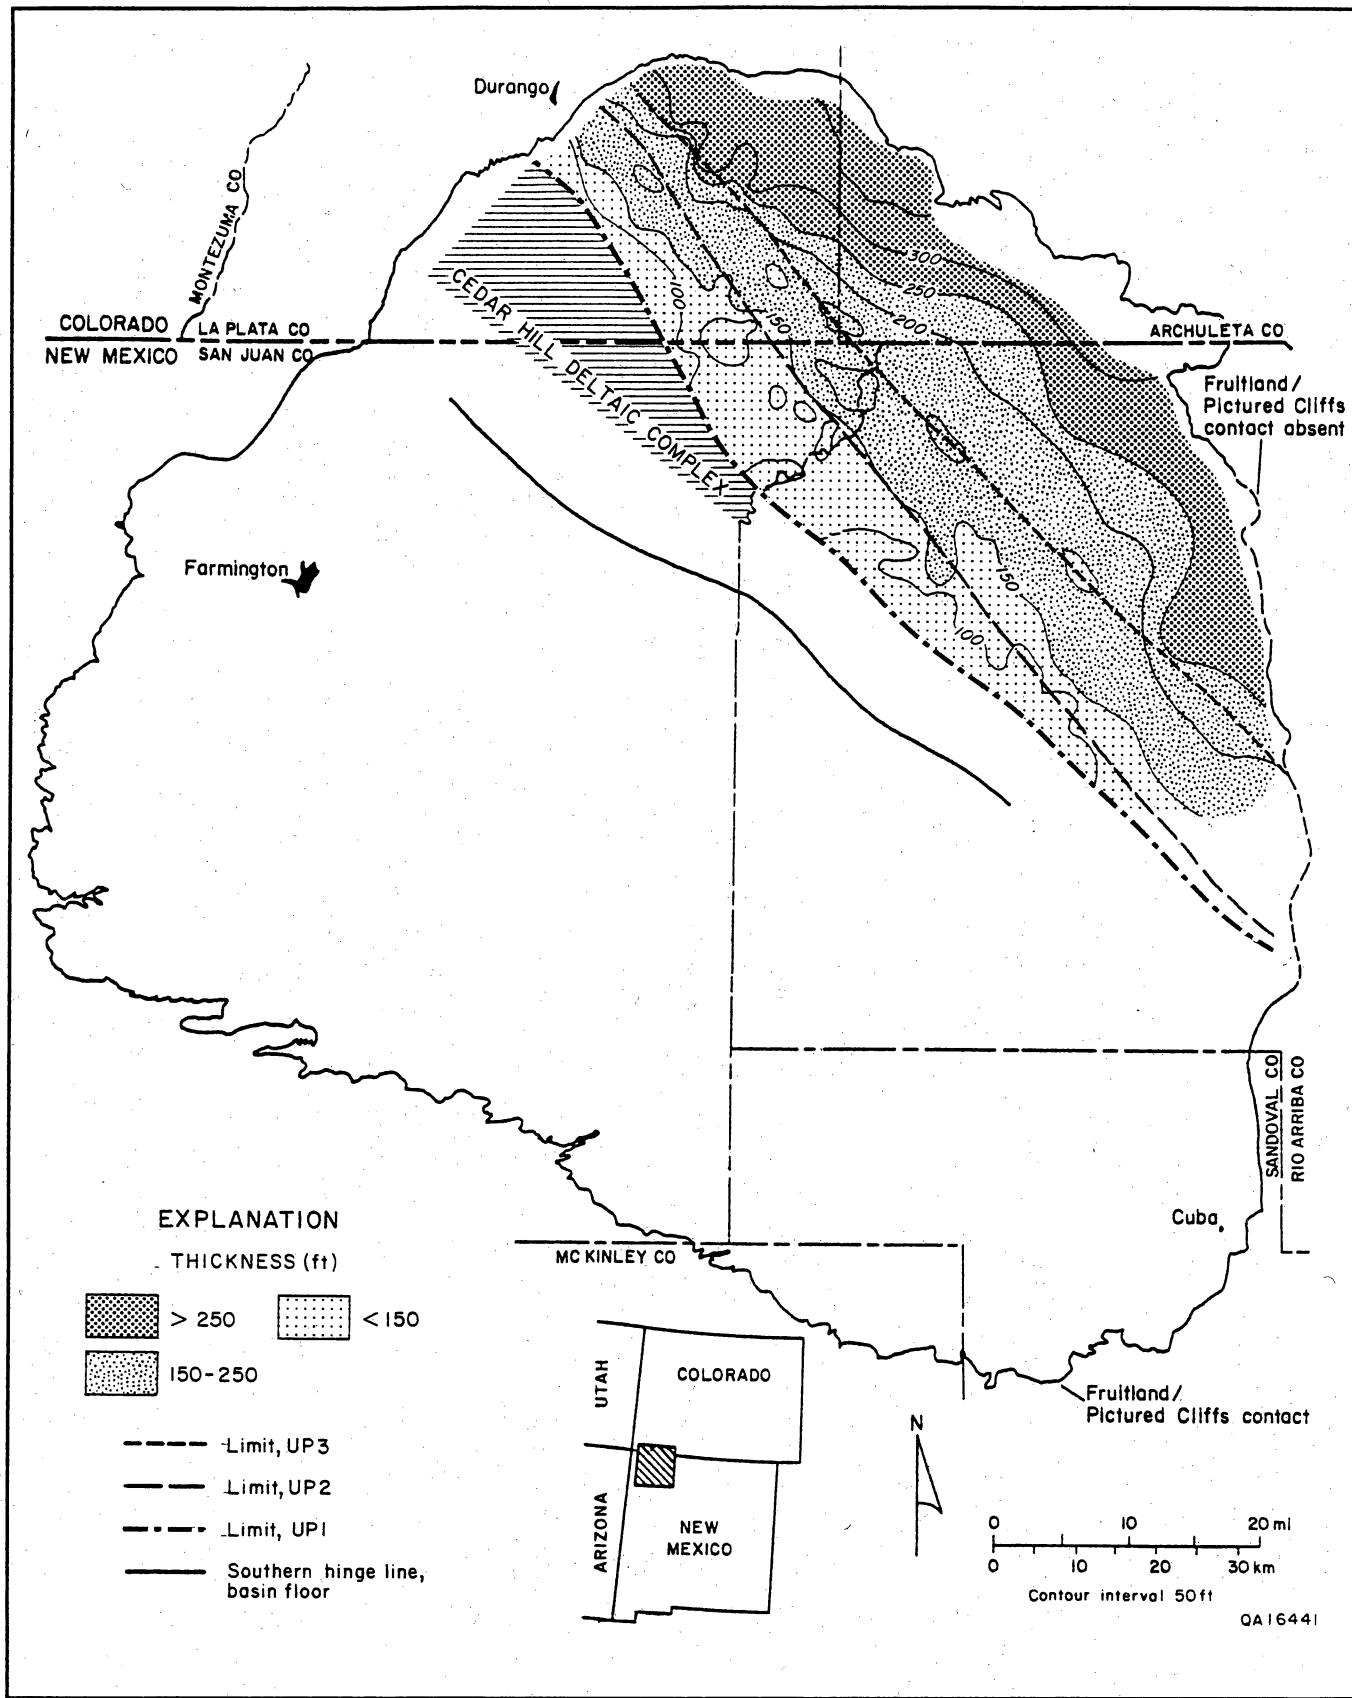 Durango
MONTEZUMA CO
COLORADO
LA PLATA CO
NEW MEXICO
SAN JUAN CO
ARCHULETA CO
CEDAR HILL DELTAIC COMPLEX
100
150
300
250
200
Fruitland/
Pictured Cliffs
contact absent
Farmington
150
100
SANDOVAL CO
RIO ARRIBA CO
Cuba
MC KINLEY CO
Fruitland/
Pictured Cliffs contact
EXPLANATION
THICKNESS (ft)
> 250
< 150
150-250
Limit, UP3
Limit, UP2
Limit, UP1
Southern hinge line,
basin floor
UTAH
COLORADO
ARIZONA
NEW
MEXICO
N
0 10 20 mi
0 10 20 30 km
Contour interval 50 ft
QA16441